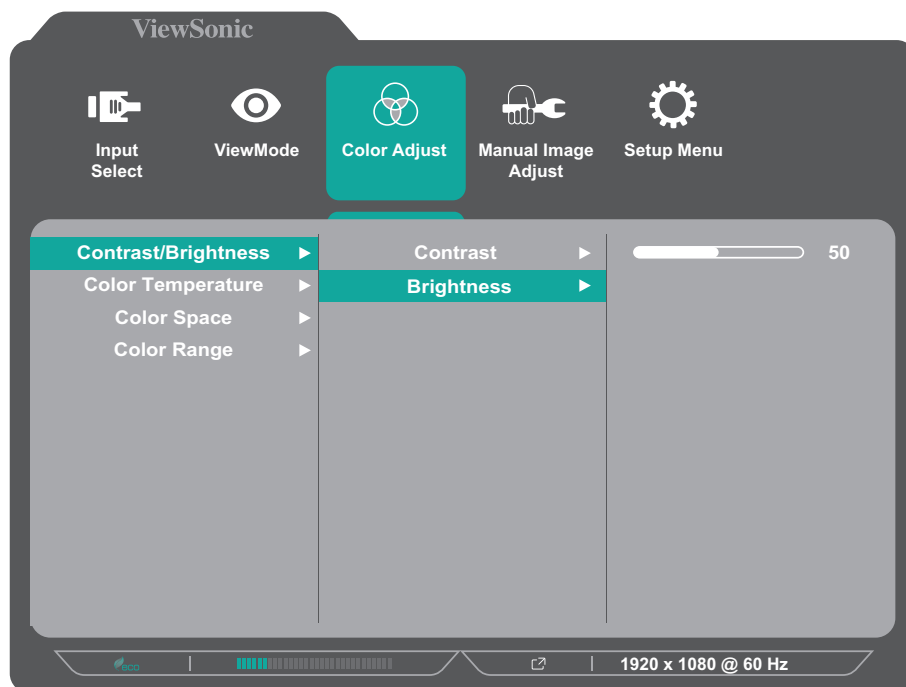 ViewSonic
Input
Select
ViewMode
Color Adjust
Manual Image
Adjust
Setup Menu
Contrast/Brightness
Contrast
50
Color Temperature
Brightness
Color Space
Color Range
eco
1920 x 1080 @ 60 Hz